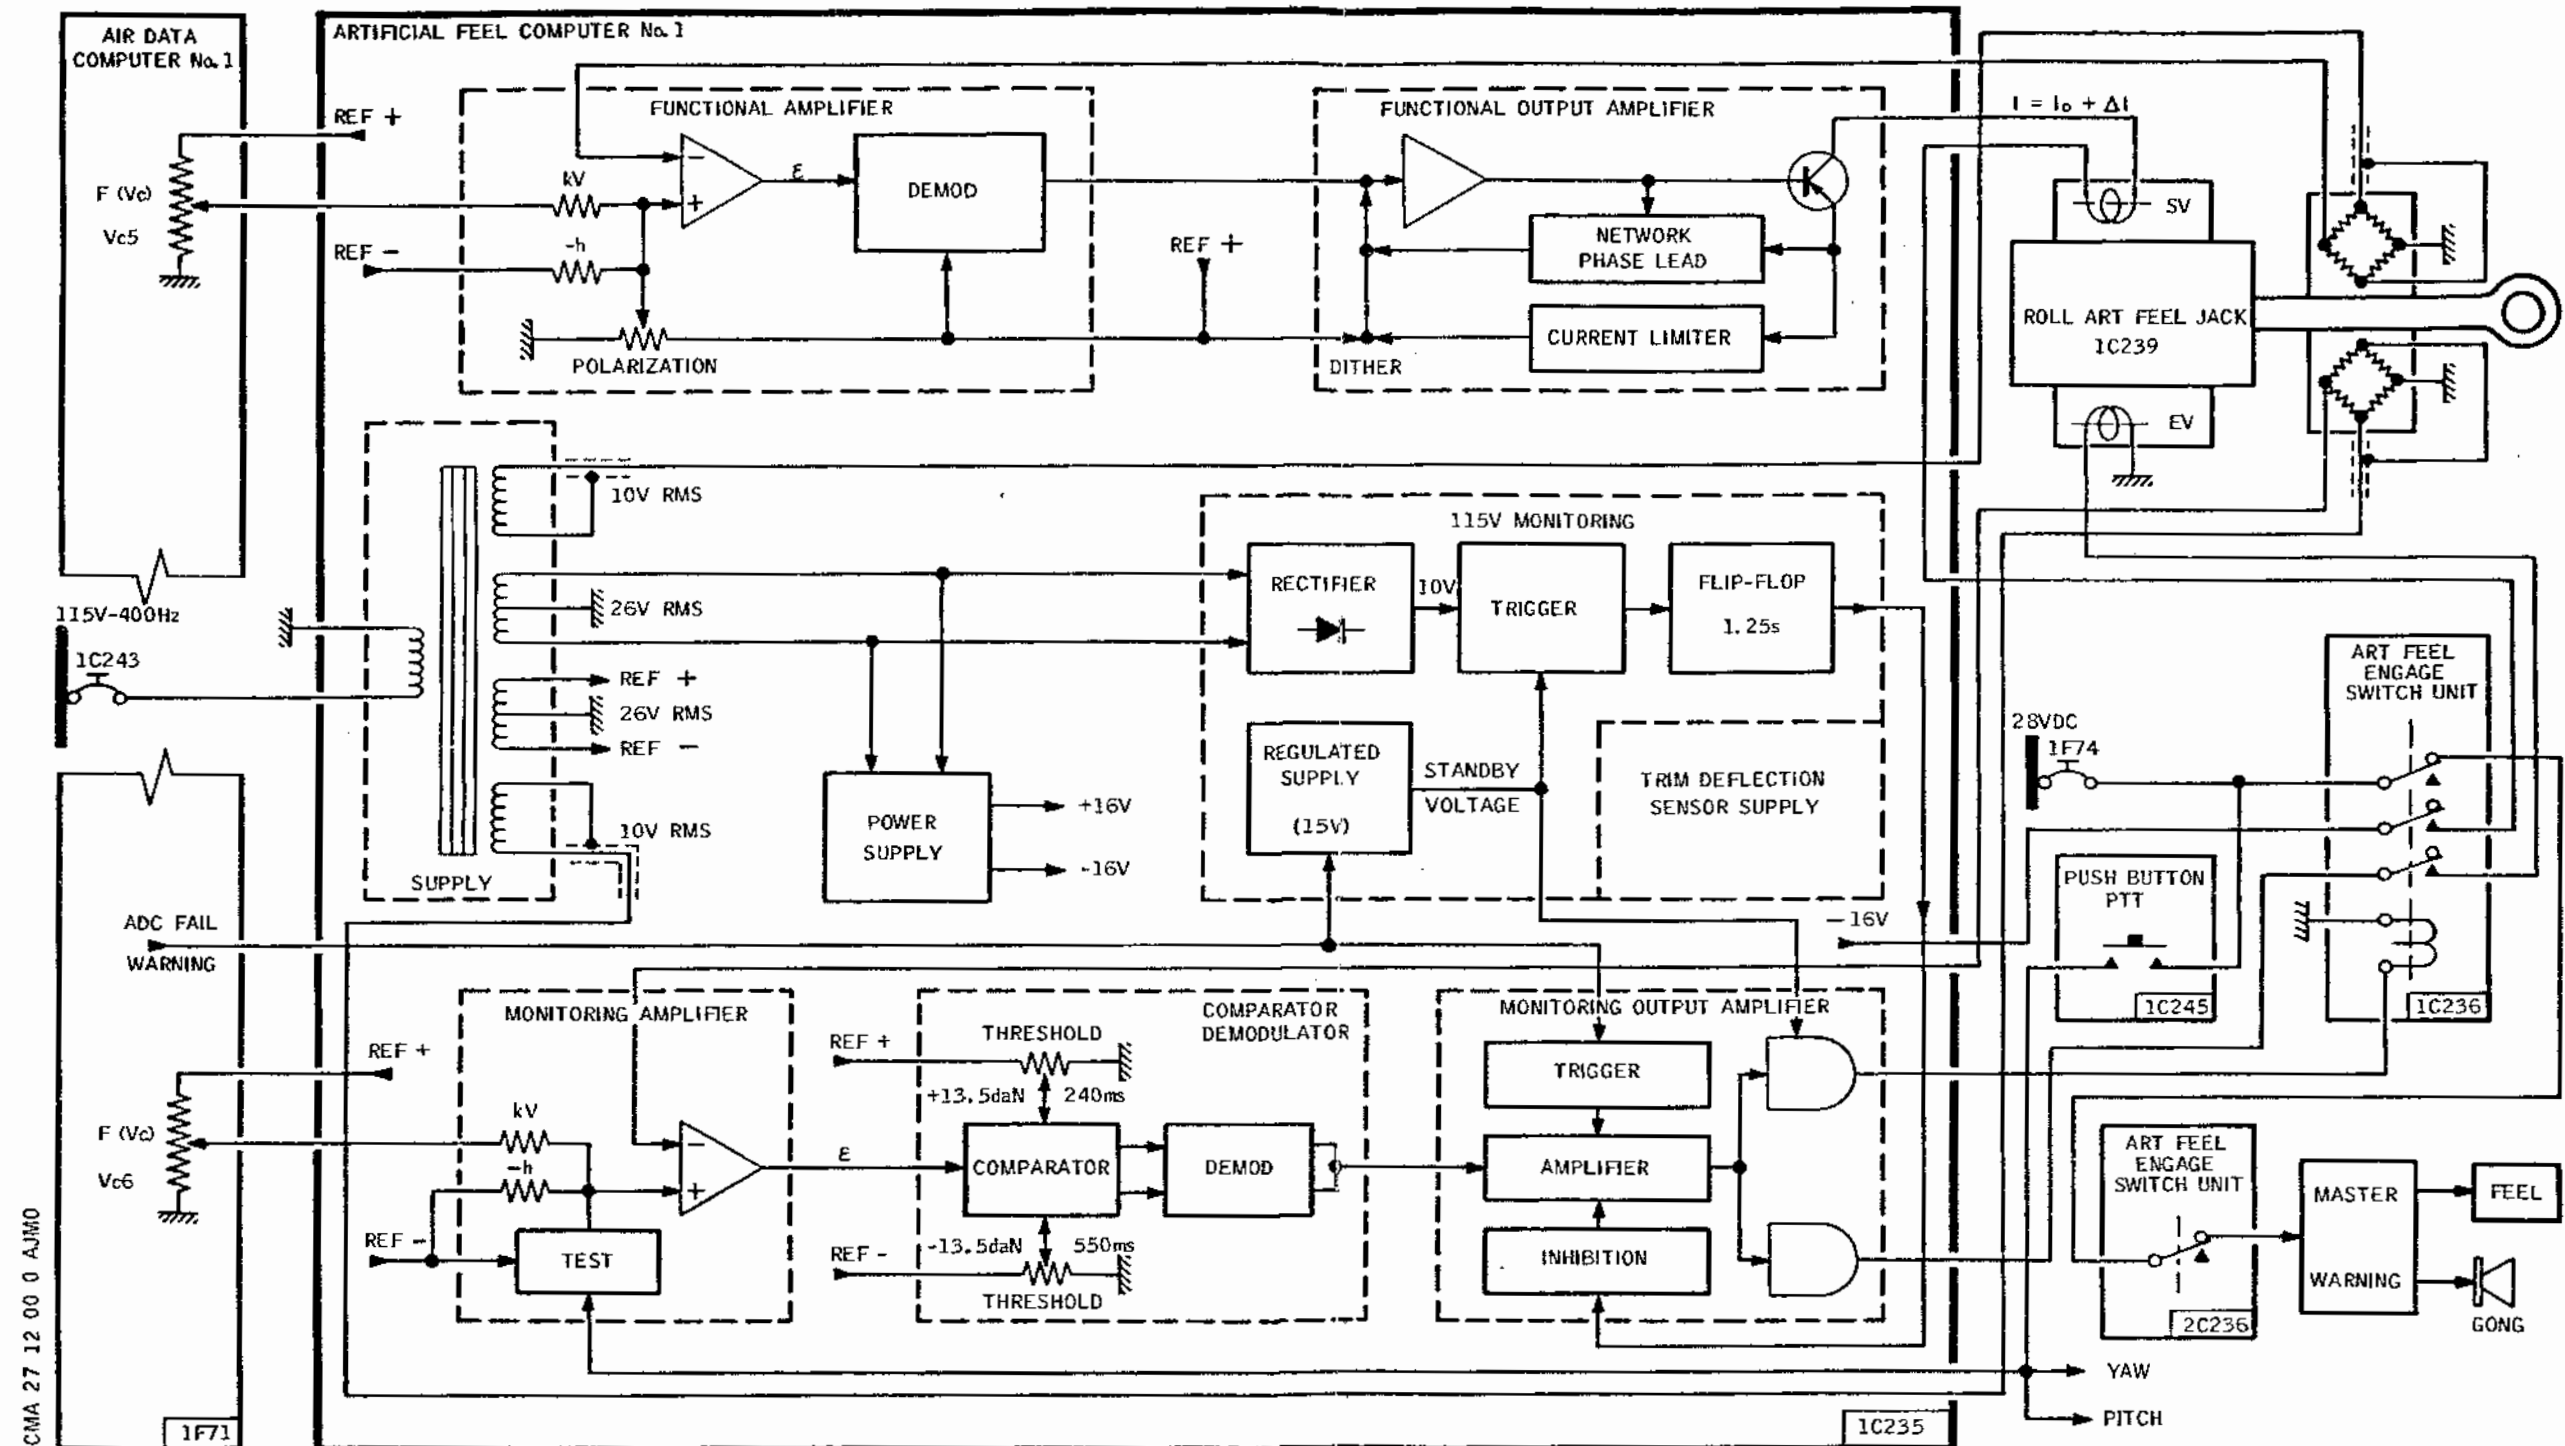 AIR DATA
COMPUTER No.1
ARTIFICIAL FEEL COMPUTER No.1
REF +
F (Vc)
Vc5
REF -
FUNCTIONAL AMPLIFIER
kV
-h
ε
DEMOD
POLARIZATION
REF +
FUNCTIONAL OUTPUT AMPLIFIER
NETWORK
PHASE LEAD
CURRENT LIMITER
DITHER
I = Io + ΔI
SV
ROLL ART FEEL JACK
1C239
EV
115V-400Hz
1C243
10V RMS
26V RMS
REF +
26V RMS
REF -
10V RMS
SUPPLY
POWER
SUPPLY
+16V
-16V
115V MONITORING
RECTIFIER
10V
TRIGGER
FLIP-FLOP
1.25s
REGULATED
SUPPLY
(15V)
STANDBY
VOLTAGE
TRIM DEFLECTION
SENSOR SUPPLY
ART FEEL
ENGAGE
SWITCH UNIT
28VDC
1F74
PUSH BUTTON
PTT
1C245
1C236
-16V
ADC FAIL
WARNING
MONITORING AMPLIFIER
REF +
F (Vc)
Vc6
kV
-h
REF -
TEST
ε
COMPARATOR
DEMODULATOR
REF +
THRESHOLD
+13.5daN
240ms
COMPARATOR
DEMOD
-13.5daN
550ms
REF -
THRESHOLD
MONITORING OUTPUT AMPLIFIER
TRIGGER
AMPLIFIER
INHIBITION
ART FEEL
ENGAGE
SWITCH UNIT
2C236
MASTER
WARNING
FEEL
GONG
YAW
PITCH
1F71
1C235
CMA 27 12 00 0 AJMO